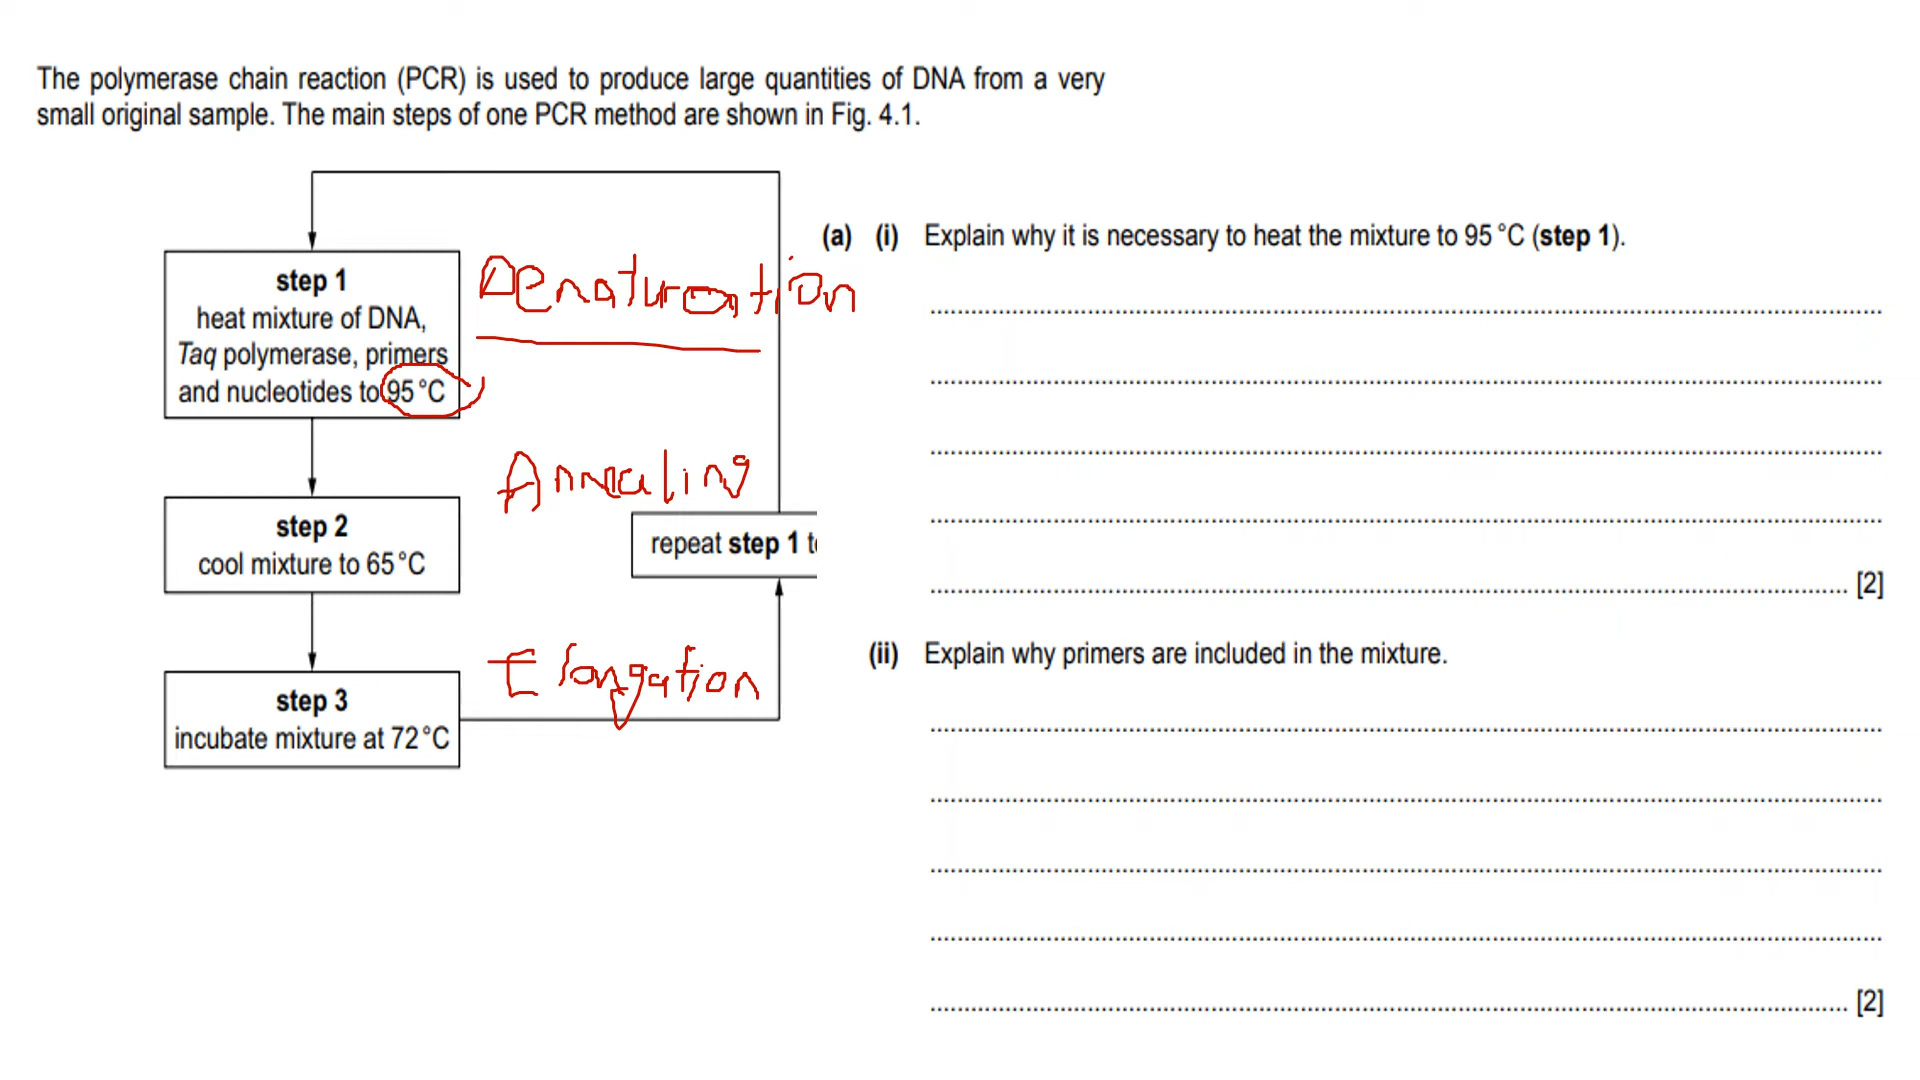 The polymerase chain reaction (PCR) is used to produce large quantities of DNA from a very
small original sample. The main steps of one PCR method are shown in Fig. 4.1.
step 1
heat mixture of DNA,
Taq polymerase, primers
and nucleotides to 95 °C
Denaturation
step 2
cool mixture to 65 °C
Annealing
repeat step 1 to
step 3
incubate mixture at 72 °C
Elongation
(a) (i) Explain why it is necessary to heat the mixture to 95 °C (step 1).
[2]
(ii) Explain why primers are included in the mixture.
[2]